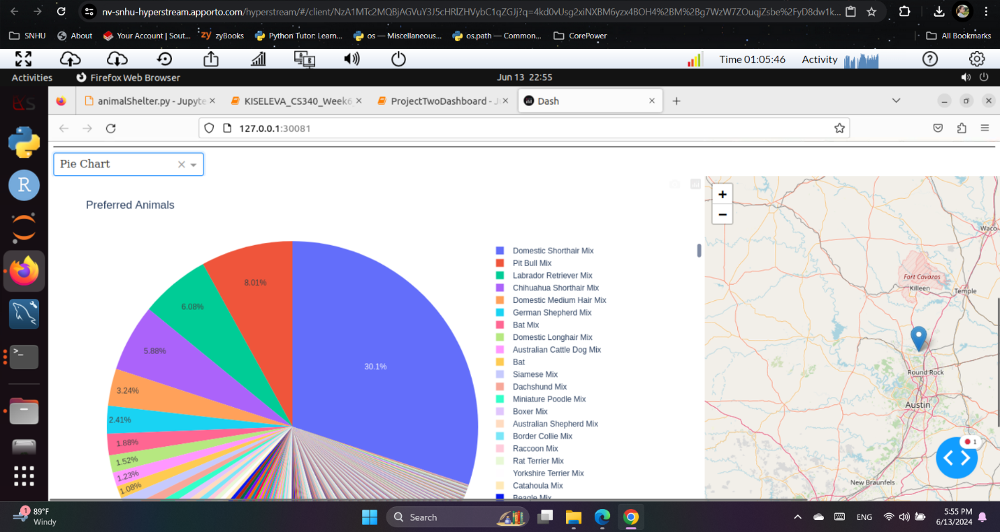 nv-snhu-hyperstream.apporto.com/hyperstream/#/client/NzA1MTc2MQBjAGVuY3J5cHRlZHVybC1qZGJj?q=4kd0vUsg2xiNXBM6yzx4BOH4%2BM%2Bg7WzW7ZOuqjZsbe%2FyD8dw1k...
SNHU About Your Account | Sout... zy zyBooks Python Tutor: Learn... os — Miscellaneous... os.path — Common... CorePower All Bookmarks
Time 01:05:46 Activity
Activities Firefox Web Browser Jun 13 22:55
animalShelter.py - Jupyte KISELEVA_CS340_Week6 ProjectTwoDashboard - J Dash
127.0.0.1:30081
Pie Chart
Preferred Animals
30.1%
8.01%
6.08%
5.88%
3.24%
2.41%
1.88%
1.52%
1.23%
1.08%
Domestic Shorthair Mix
Pit Bull Mix
Labrador Retriever Mix
Chihuahua Shorthair Mix
Domestic Medium Hair Mix
German Shepherd Mix
Bat Mix
Domestic Longhair Mix
Australian Cattle Dog Mix
Bat
Siamese Mix
Dachshund Mix
Miniature Poodle Mix
Boxer Mix
Australian Shepherd Mix
Border Collie Mix
Raccoon Mix
Rat Terrier Mix
Yorkshire Terrier Mix
Catahoula Mix
Beagle Mix
+
−
Waco
Fort Cavazos
Killeen
Temple
Round Rock
Austin
New Braunfels
1
R
>_
1
89°F
Windy
Search
ENG
5:55 PM
6/13/2024